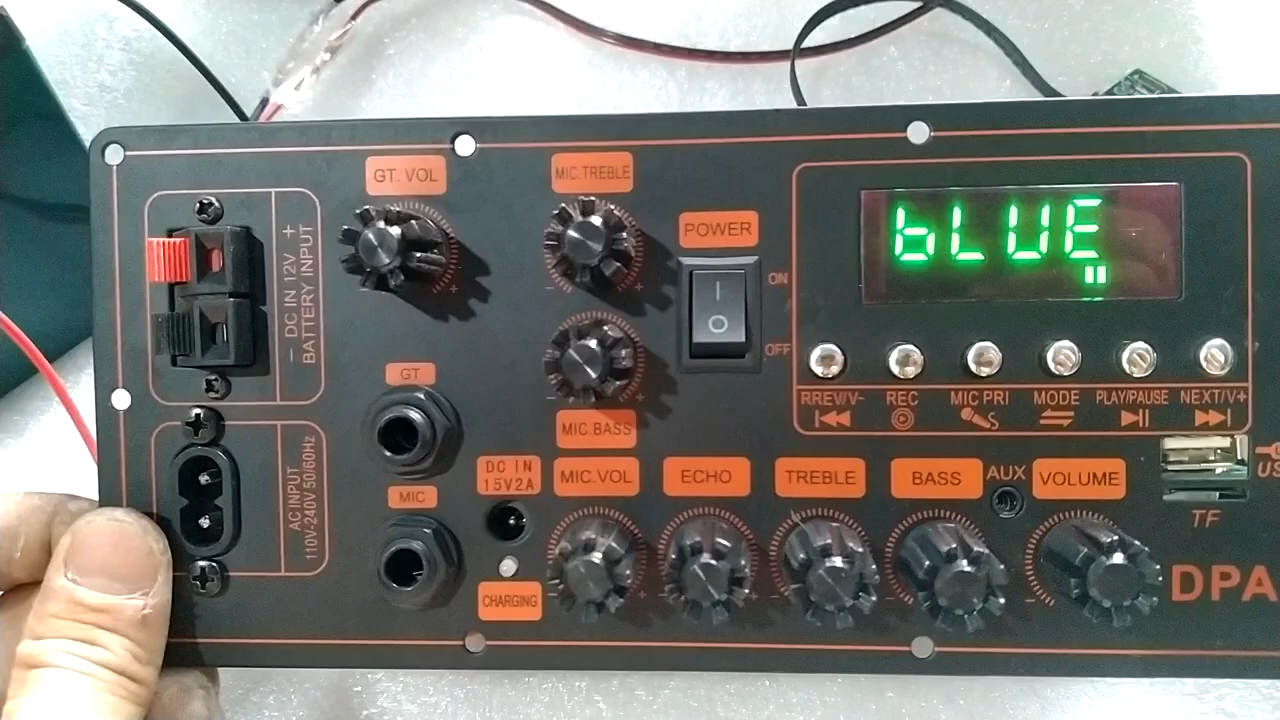 GT. VOL
MIC.TREBLE
POWER
bLUE
− DC IN 12V +
BATTERY INPUT
ON
OFF
GT
MIC.BASS
RREV/V-
REC
MIC PRI
MODE
PLAY/PAUSE
NEXT/V+
AC INPUT
110V-240V 50/60Hz
MIC
DC IN
15V2A
MIC.VOL
ECHO
TREBLE
BASS
AUX
VOLUME
US
TF
CHARGING
DPA